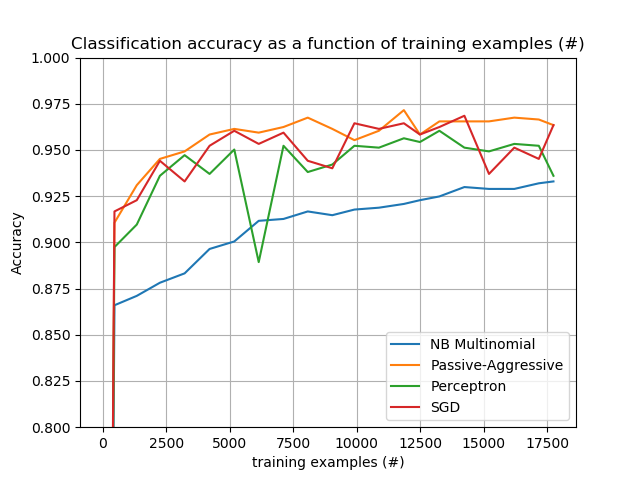 Classification accuracy as a function of training examples (#)
1.000
0.975
0.950
0.925
0.900
0.875
0.850
0.825
0.800
Accuracy
NB Multinomial
Passive-Aggressive
Perceptron
SGD
0 2500 5000 7500 10000 12500 15000 17500
training examples (#)